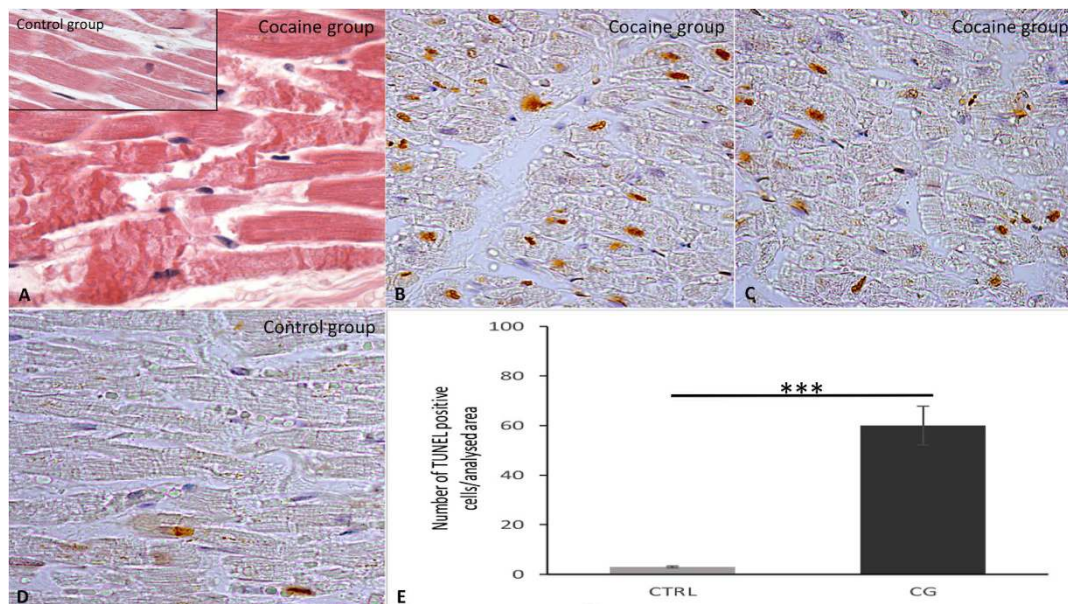 Control group
Cocaine group
A
Cocaine group
B
Cocaine group
C
Control group
D
Number of TUNEL positive
cells/analysed area
100
80
60
40
20
0
***
CTRL
CG
E